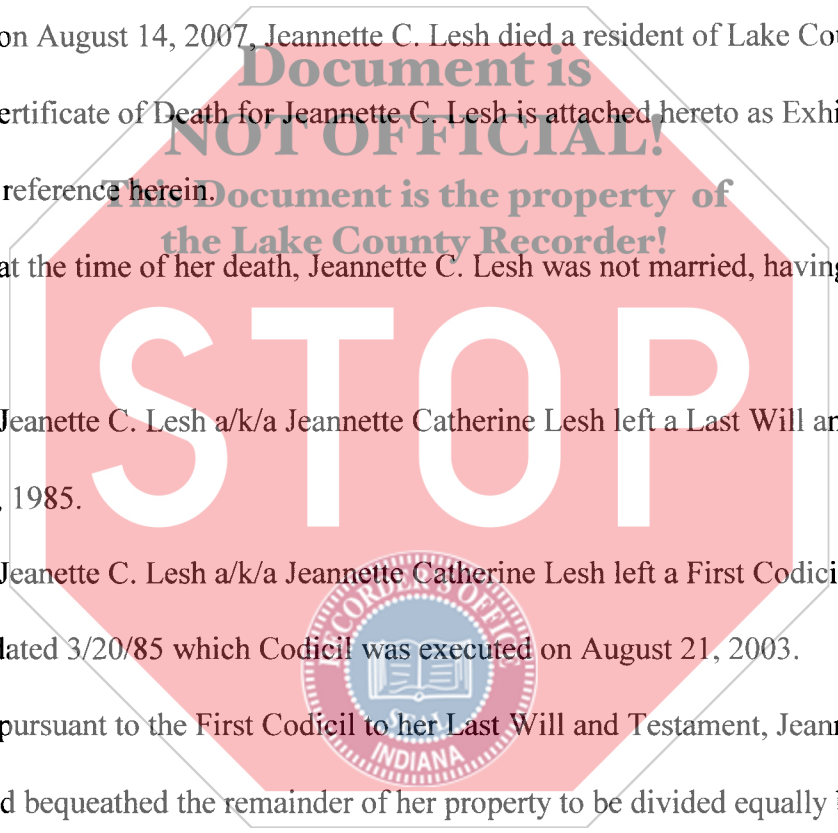 on August 14, 2007, Jeannette C. Lesh died a resident of Lake Cou
Document is
ertificate of Death for Jeannette C. Lesh is attached hereto as Exhi
NOT OFFICIAL!
reference herein.
This Document is the property of
the Lake County Recorder!
at the time of her death, Jeannette C. Lesh was not married, having
STOP
Jeanette C. Lesh a/k/a Jeannette Catherine Lesh left a Last Will an
, 1985.
Jeanette C. Lesh a/k/a Jeannette Catherine Lesh left a First Codici
RECORDER'S OFFICE
dated 3/20/85 which Codicil was executed on August 21, 2003.
SEAL
pursuant to the First Codicil to her Last Will and Testament, Jeann
INDIANA
d bequeathed the remainder of her property to be divided equally